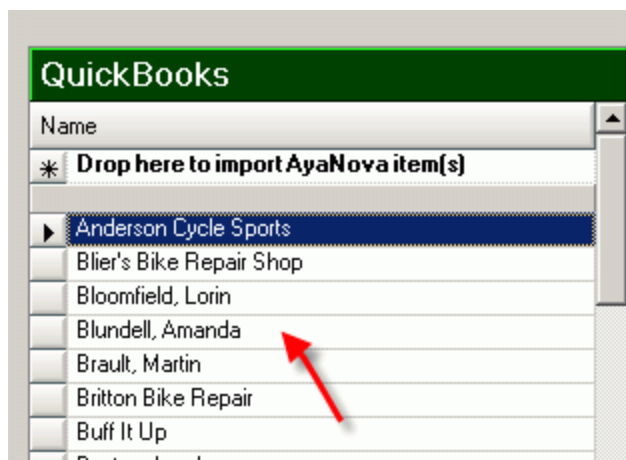 QuickBooks
Name
Drop here to import AyaNova item(s)
Anderson Cycle Sports
Blier's Bike Repair Shop
Bloomfield, Lorin
Blundell, Amanda
Brault, Martin
Britton Bike Repair
Buff It Up